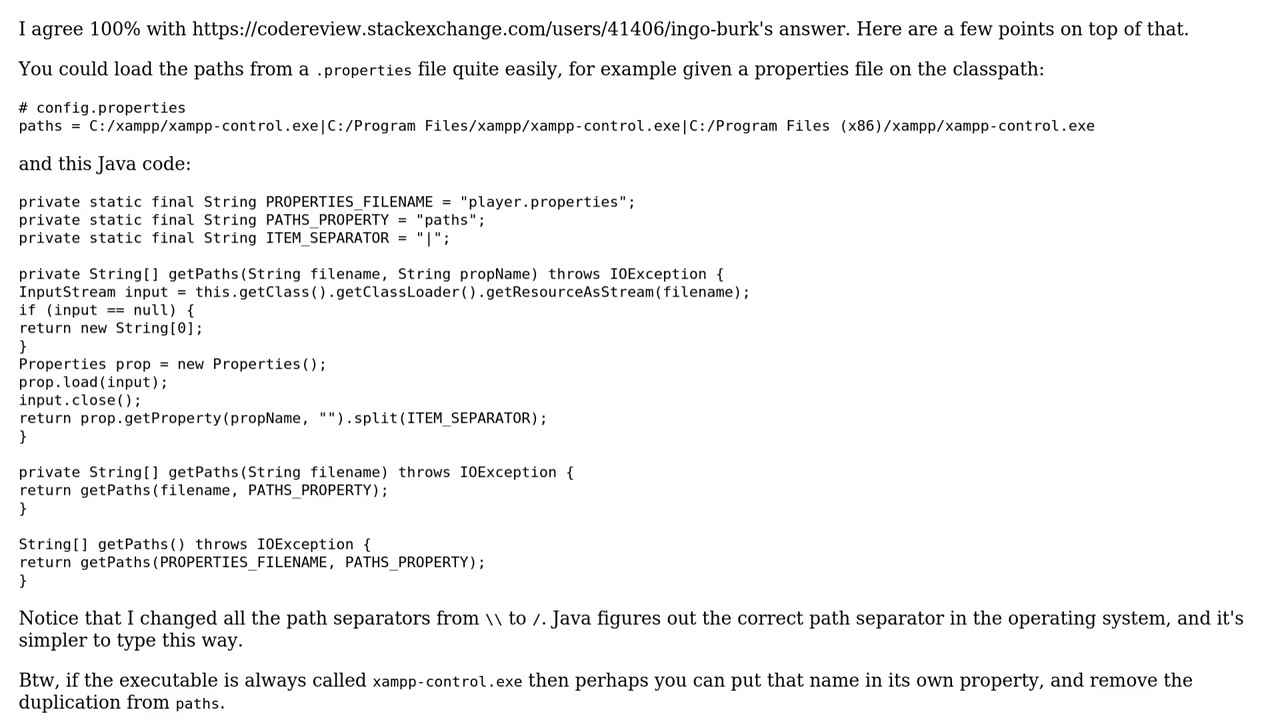 I agree 100% with https://codereview.stackexchange.com/users/41406/ingo-burk's answer. Here are a few points on top of that.
You could load the paths from a .properties file quite easily, for example given a properties file on the classpath:
# config.properties
paths = C:/xampp/xampp-control.exe|C:/Program Files/xampp/xampp-control.exe|C:/Program Files (x86)/xampp/xampp-control.exe
and this Java code:
private static final String PROPERTIES_FILENAME = "player.properties";
private static final String PATHS_PROPERTY = "paths";
private static final String ITEM_SEPARATOR = "|";
private String[] getPaths(String filename, String propName) throws IOException {
InputStream input = this.getClass().getClassLoader().getResourceAsStream(filename);
if (input == null) {
return new String[0];
}
Properties prop = new Properties();
prop.load(input);
input.close();
return prop.getProperty(propName, "").split(ITEM_SEPARATOR);
}
private String[] getPaths(String filename) throws IOException {
return getPaths(filename, PATHS_PROPERTY);
}
String[] getPaths() throws IOException {
return getPaths(PROPERTIES_FILENAME, PATHS_PROPERTY);
}
Notice that I changed all the path separators from \\ to /. Java figures out the correct path separator in the operating system, and it's
simpler to type this way.
Btw, if the executable is always called xampp-control.exe then perhaps you can put that name in its own property, and remove the
duplication from paths.